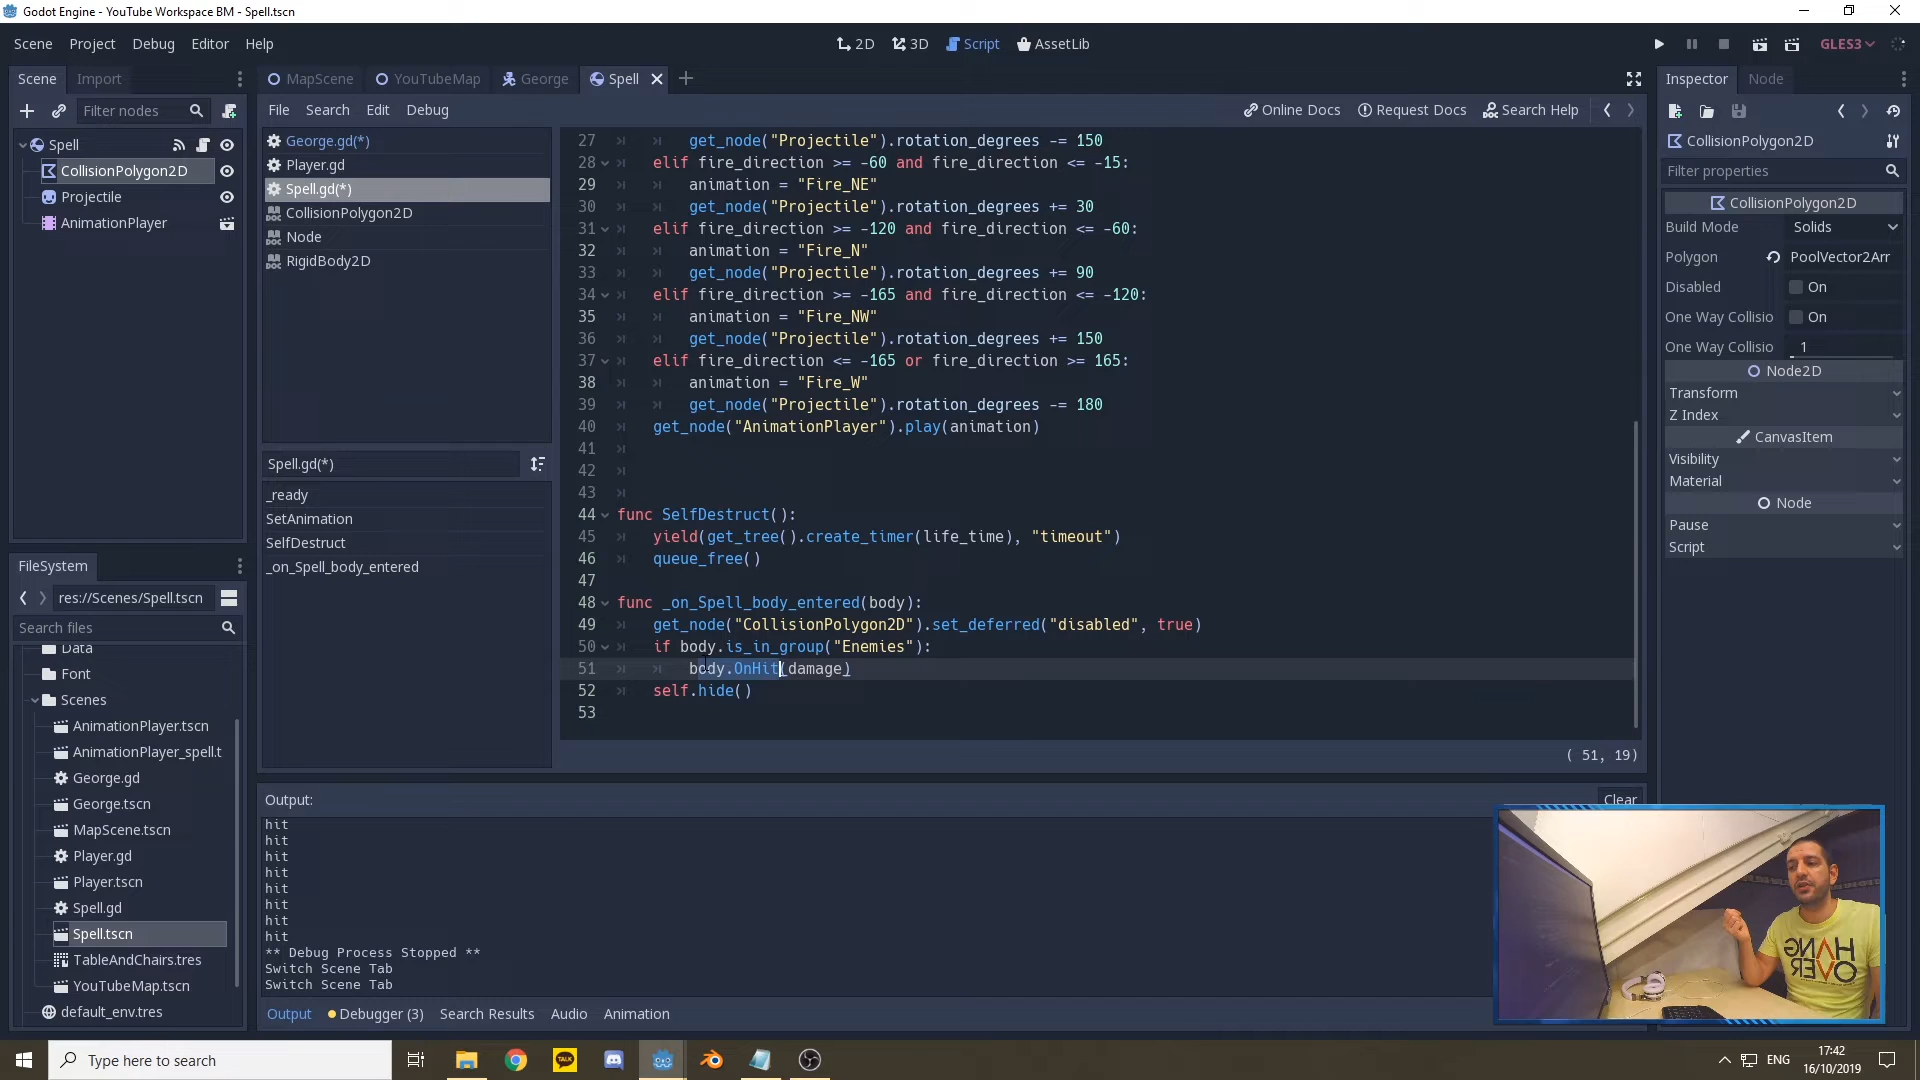 Godot Engine - YouTube Workspace BM - Spell.tscn
Scene Project Debug Editor Help
2D 3D Script AssetLib
GLES3
Scene Import
MapScene YouTubeMap George Spell
Inspector Node
Filter nodes
File Search Edit Debug
Online Docs Request Docs Search Help
Spell
CollisionPolygon2D
Projectile
AnimationPlayer
George.gd(*)
Player.gd
Spell.gd(*)
CollisionPolygon2D
Node
RigidBody2D
Spell.gd(*)
_ready
SetAnimation
SelfDestruct
_on_Spell_body_entered
27 get_node("Projectile").rotation_degrees -= 150
28 elif fire_direction >= -60 and fire_direction <= -15:
29 animation = "Fire_NE"
30 get_node("Projectile").rotation_degrees += 30
31 elif fire_direction >= -120 and fire_direction <= -60:
32 animation = "Fire_N"
33 get_node("Projectile").rotation_degrees += 90
34 elif fire_direction >= -165 and fire_direction <= -120:
35 animation = "Fire_NW"
36 get_node("Projectile").rotation_degrees += 150
37 elif fire_direction <= -165 or fire_direction >= 165:
38 animation = "Fire_W"
39 get_node("Projectile").rotation_degrees -= 180
40 get_node("AnimationPlayer").play(animation)
41
42
43
44 func SelfDestruct():
45 yield(get_tree().create_timer(life_time), "timeout")
46 queue_free()
47
48 func _on_Spell_body_entered(body):
49 get_node("CollisionPolygon2D").set_deferred("disabled", true)
50 if body.is_in_group("Enemies"):
51 body.OnHit(damage)
52 self.hide()
53
( 51, 19)
CollisionPolygon2D
Filter properties
CollisionPolygon2D
Build Mode Solids
Polygon PoolVector2Arr
Disabled On
One Way Collisio On
One Way Collisio 1
Node2D
Transform
Z Index
CanvasItem
Visibility
Material
Node
Pause
Script
FileSystem
res://Scenes/Spell.tscn
Search files
Data
Font
Scenes
AnimationPlayer.tscn
AnimationPlayer_spell.t
George.gd
George.tscn
MapScene.tscn
Player.gd
Player.tscn
Spell.gd
Spell.tscn
TableAndChairs.tres
YouTubeMap.tscn
default_env.tres
Output:
Clear
hit
hit
hit
hit
hit
hit
hit
hit
** Debug Process Stopped **
Switch Scene Tab
Switch Scene Tab
Output Debugger (3) Search Results Audio Animation
HANG
OVER
Type here to search
TALK
ENG
17:42
16/10/2019